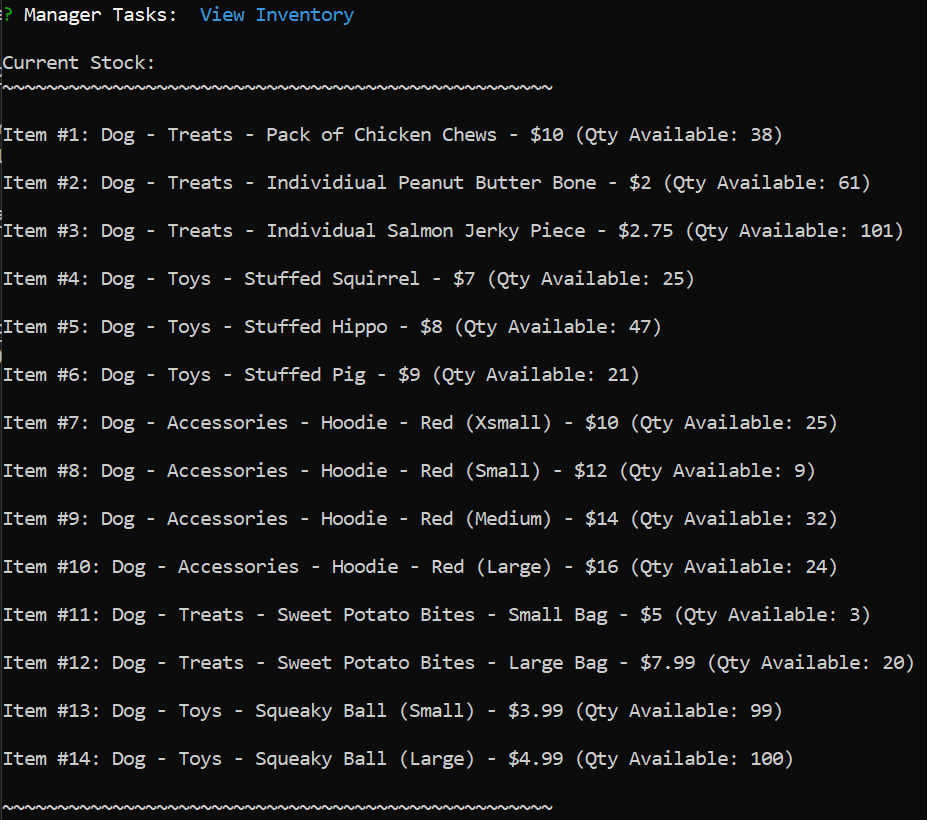 ? Manager Tasks: View Inventory
Current Stock:
~~~~~~~~~~~~~~~~~~~~~~~~~~~~~~~~~~~~~~~~~~~~~~~~~~
Item #1: Dog - Treats - Pack of Chicken Chews - $10 (Qty Available: 38)
Item #2: Dog - Treats - Individiual Peanut Butter Bone - $2 (Qty Available: 61)
Item #3: Dog - Treats - Individual Salmon Jerky Piece - $2.75 (Qty Available: 101)
Item #4: Dog - Toys - Stuffed Squirrel - $7 (Qty Available: 25)
Item #5: Dog - Toys - Stuffed Hippo - $8 (Qty Available: 47)
Item #6: Dog - Toys - Stuffed Pig - $9 (Qty Available: 21)
Item #7: Dog - Accessories - Hoodie - Red (Xsmall) - $10 (Qty Available: 25)
Item #8: Dog - Accessories - Hoodie - Red (Small) - $12 (Qty Available: 9)
Item #9: Dog - Accessories - Hoodie - Red (Medium) - $14 (Qty Available: 32)
Item #10: Dog - Accessories - Hoodie - Red (Large) - $16 (Qty Available: 24)
Item #11: Dog - Treats - Sweet Potato Bites - Small Bag - $5 (Qty Available: 3)
Item #12: Dog - Treats - Sweet Potato Bites - Large Bag - $7.99 (Qty Available: 20)
Item #13: Dog - Toys - Squeaky Ball (Small) - $3.99 (Qty Available: 99)
Item #14: Dog - Toys - Squeaky Ball (Large) - $4.99 (Qty Available: 100)
~~~~~~~~~~~~~~~~~~~~~~~~~~~~~~~~~~~~~~~~~~~~~~~~~~